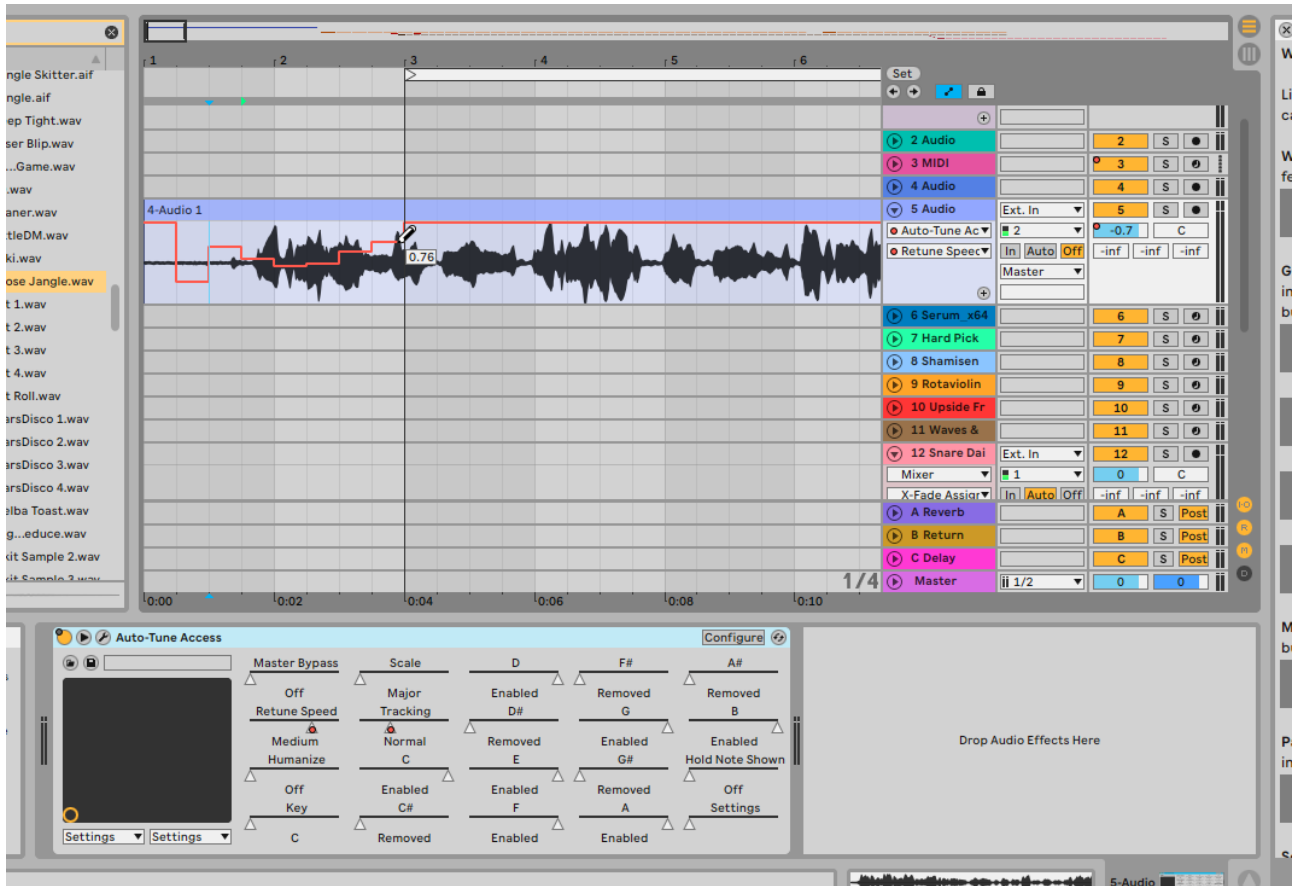 ngle Skitter.aif
ngle.aif
ep Tight.wav
ser Blip.wav
...Game.wav
.wav
aner.wav
ttleDM.wav
ki.wav
ose Jangle.wav
t 1.wav
t 2.wav
t 3.wav
t 4.wav
t Roll.wav
arsDisco 1.wav
arsDisco 2.wav
arsDisco 3.wav
arsDisco 4.wav
elba Toast.wav
g...educe.wav
kit Sample 2.wav
kit Sample 3.wav
1 2 3 4 5 6
Set
4-Audio 1
0.76
2 Audio 2 S
3 MIDI 3 S
4 Audio 4 S
5 Audio Ext. In 5 S
Auto-Tune Ac 2 -0.7 C
Retune Speec In Auto Off -inf -inf -inf
Master
6 Serum_x64 6 S
7 Hard Pick 7 S
8 Shamisen 8 S
9 Rotaviolin 9 S
10 Upside Fr 10 S
11 Waves & 11 S
12 Snare Dai Ext. In 12 S
Mixer 1 0 C
X-Fade Assigr In Auto Off -inf -inf -inf
A Reverb A S Post
B Return B S Post
C Delay C S Post
1/4 Master 1/2 0 0
0:00 0:02 0:04 0:06 0:08 0:10
I·O
R
M
D
Auto-Tune Access Configure
Master Bypass Scale D F# A#
Off Major Enabled Removed Removed
Retune Speed Tracking D# G B
Medium Normal Removed Enabled Enabled
Humanize C E G# Hold Note Shown
Off Enabled Enabled Removed Off
Key C# F A Settings
Settings Settings C Removed Enabled Enabled
Drop Audio Effects Here
5-Audio